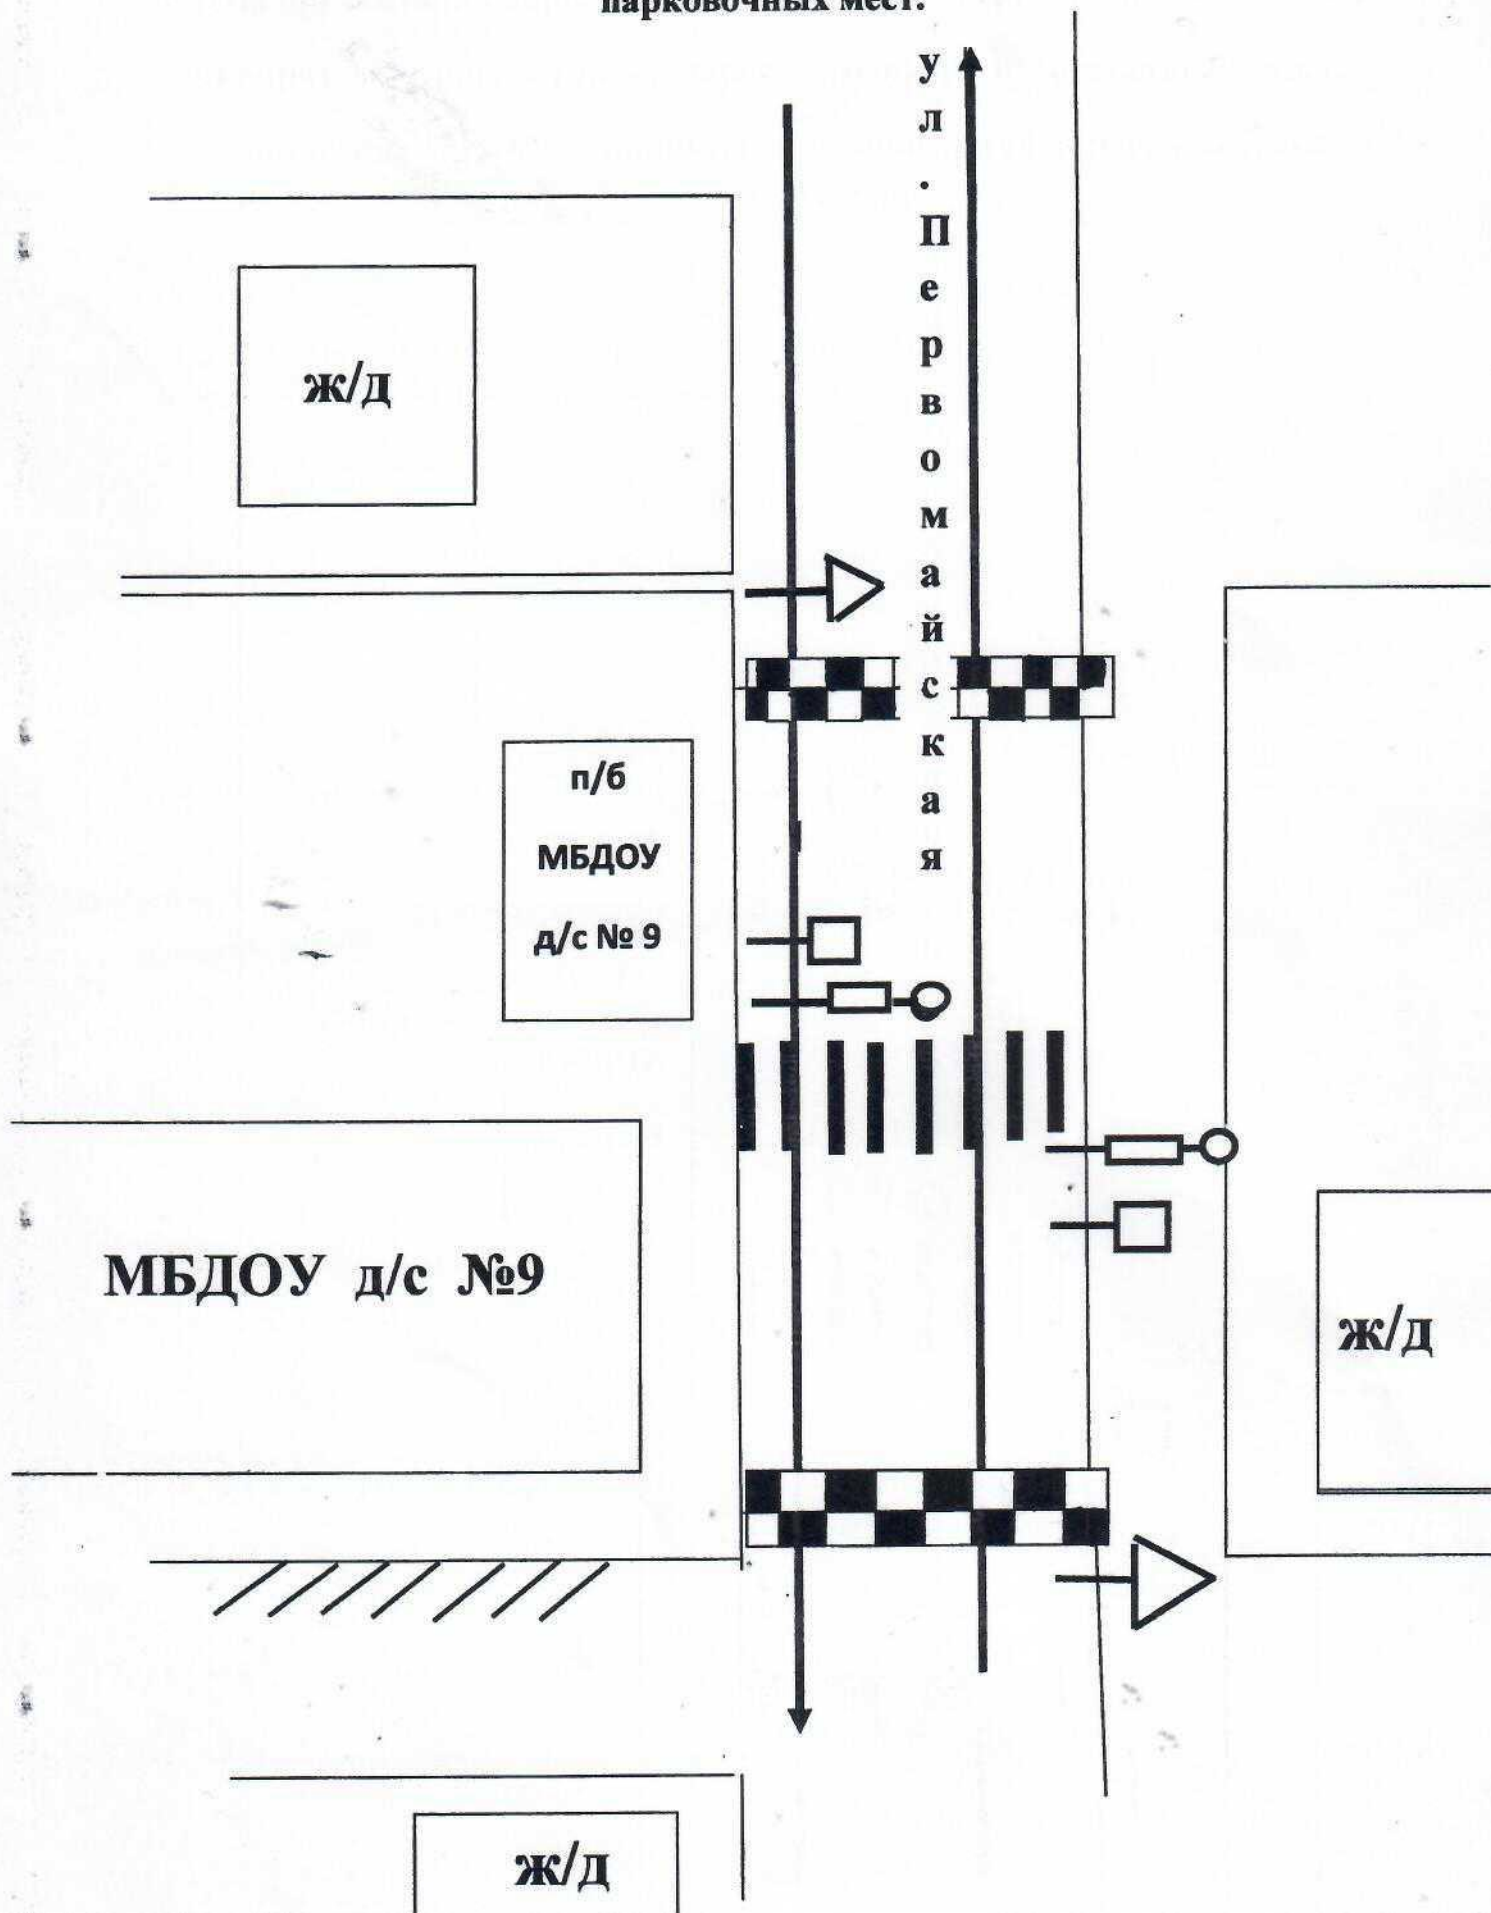 парковочных мест.
ул.Первомайская
ж/д
п/б
МБДОУ
д/с № 9
МБДОУ д/с №9
ж/д
ж/д